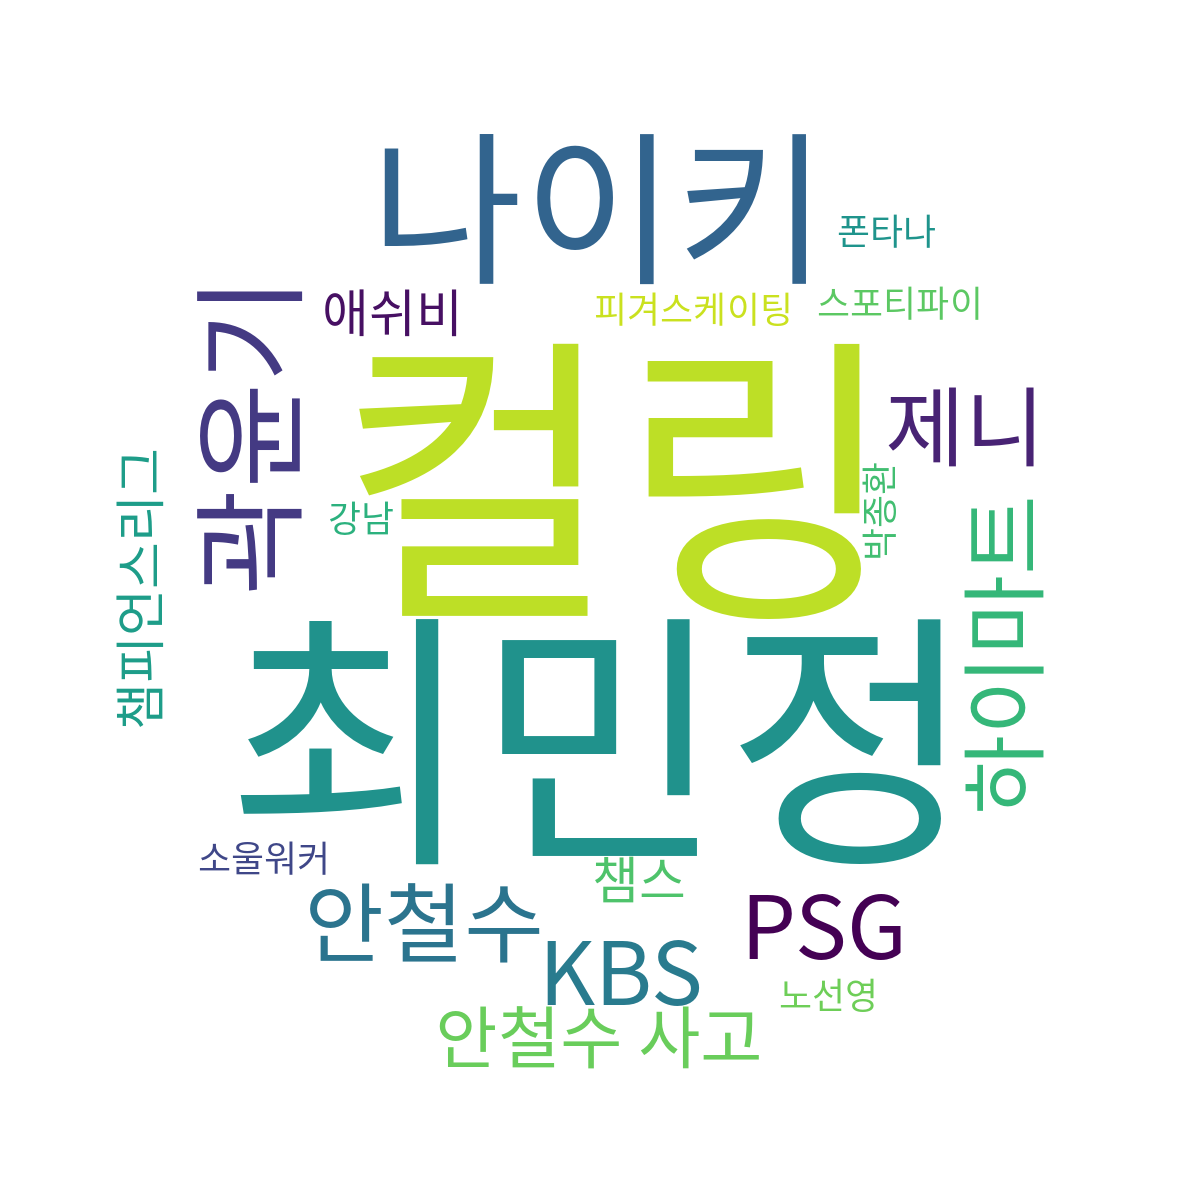 나이키
폰타나
애쉬비
피겨스케이팅
스포티파이
곽윤기
컬링
제니
챔피언스리그
강남
박종환
하이마트
최민정
소울워커
챔스
안철수
PSG
KBS
노선영
안철수 사고